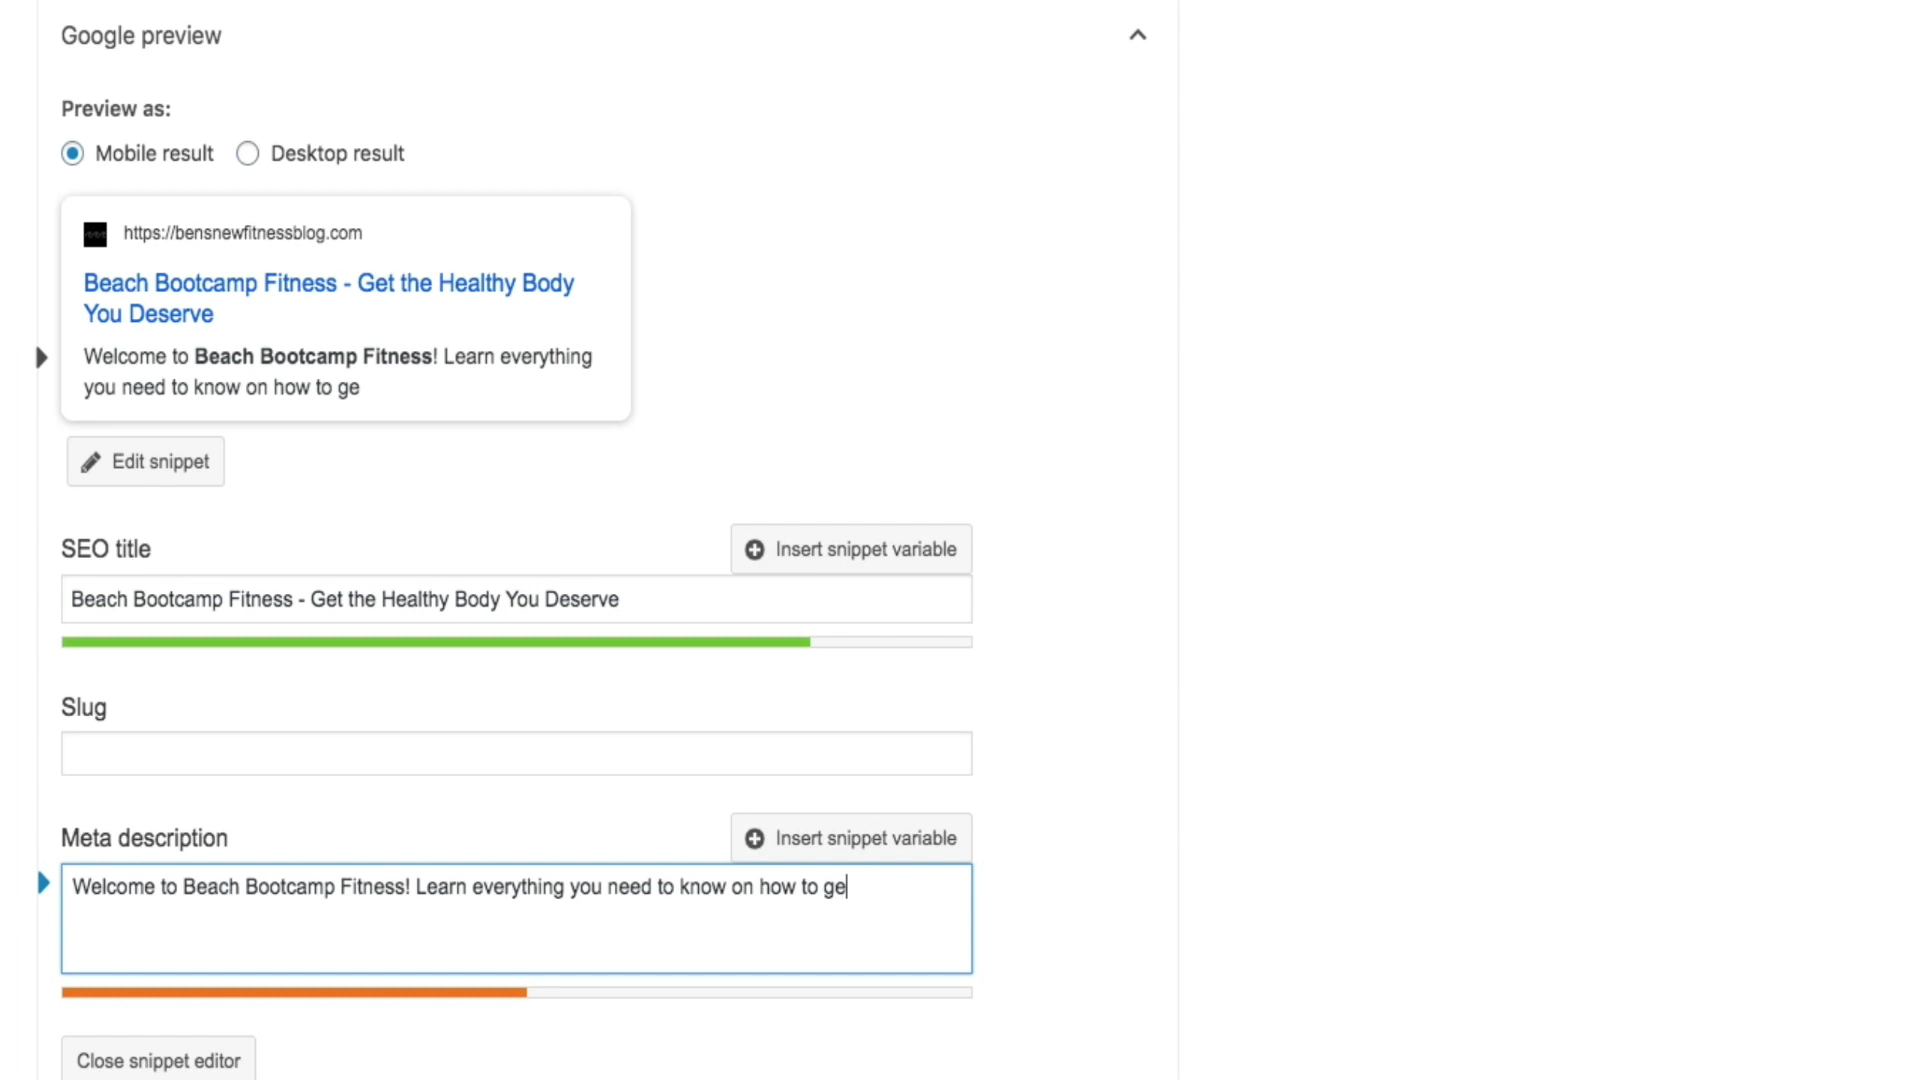 Google preview
Preview as:
Mobile result Desktop result
https://bensnewfitnessblog.com
Beach Bootcamp Fitness - Get the Healthy Body
You Deserve
Welcome to Beach Bootcamp Fitness! Learn everything
you need to know on how to ge
Edit snippet
SEO title
Insert snippet variable
Beach Bootcamp Fitness - Get the Healthy Body You Deserve
Slug
Meta description
Insert snippet variable
Welcome to Beach Bootcamp Fitness! Learn everything you need to know on how to ge
Close snippet editor